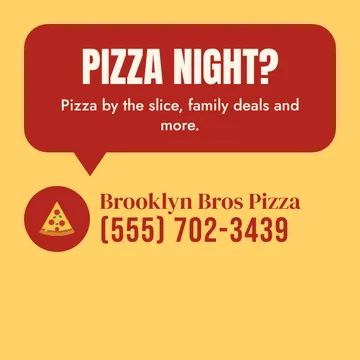 PIZZA NIGHT?
Pizza by the slice, family deals and
more.
Brooklyn Bros Pizza
(555) 702-3439